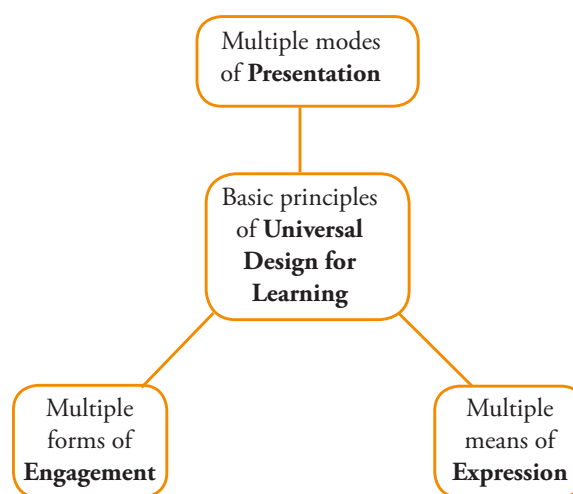 Multiple modes
of Presentation
Basic principles
of Universal
Design for
Learning
Multiple
forms of
Engagement
Multiple
means of
Expression